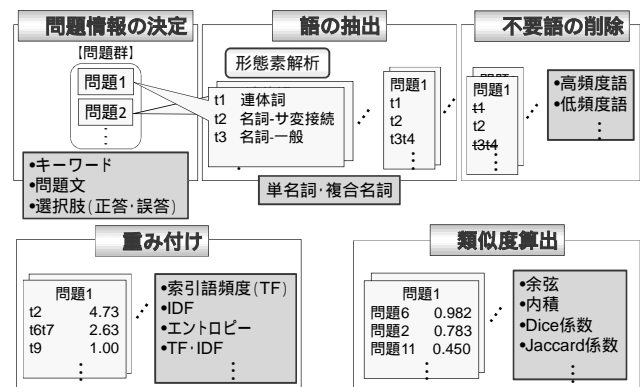 問題情報の決定
【問題群】
問題1
問題2
⋮
•キーワード
•問題文
•選択肢(正答・誤答)
語の抽出
形態素解析
t1 連体詞
t2 名詞-サ変接続
t3 名詞-一般
問題1
t1
t2
t3t4
⋮
単名詞・複合名詞
不要語の削除
問題1
t1
t2
t3t4
⋮
•高頻度語
•低頻度語
⋮
重み付け
問題1
t2 4.73
t6t7 2.63
t9 1.00
⋮
•索引語頻度(TF)
•IDF
•エントロピー
•TF・IDF
⋮
類似度算出
問題1
問題6 0.982
問題2 0.783
問題11 0.450
⋮
•余弦
•内積
•Dice係数
•Jaccard係数
⋮